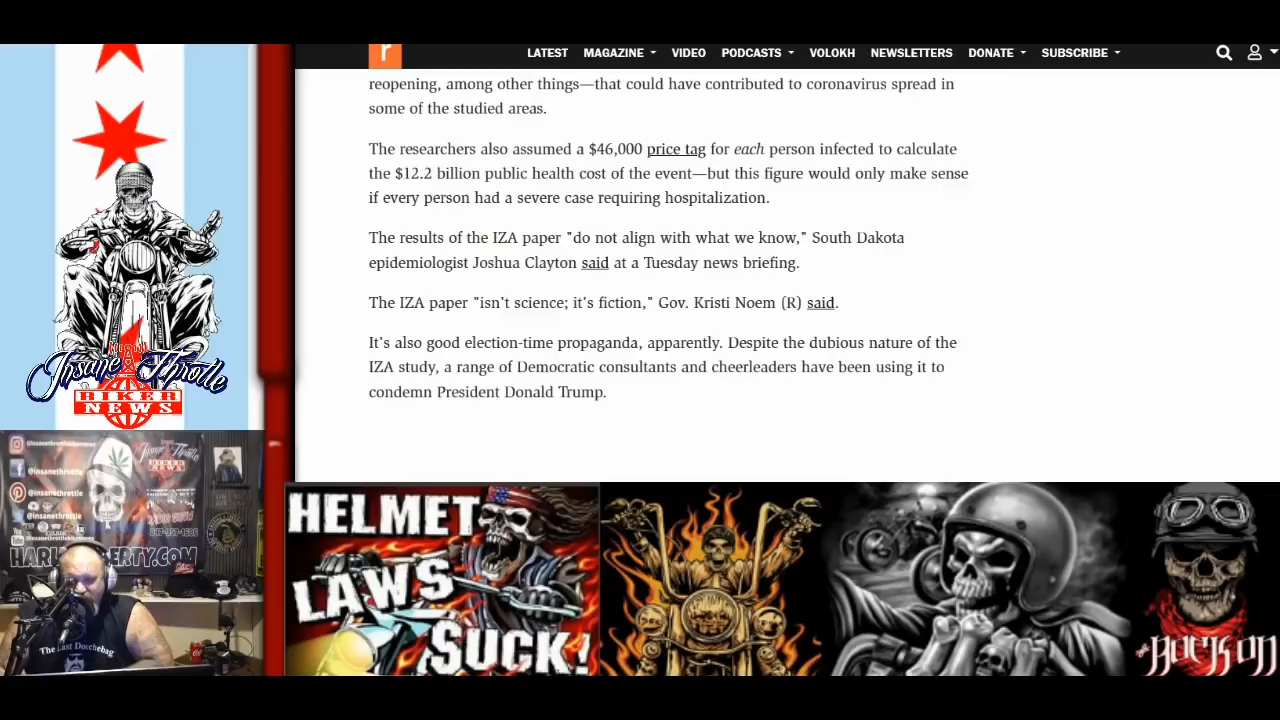 r
LATEST MAGAZINE VIDEO PODCASTS VOLOKH NEWSLETTERS DONATE SUBSCRIBE
reopening, among other things—that could have contributed to coronavirus spread in
some of the studied areas.
The researchers also assumed a $46,000 price tag for each person infected to calculate
the $12.2 billion public health cost of the event—but this figure would only make sense
if every person had a severe case requiring hospitalization.
The results of the IZA paper "do not align with what we know," South Dakota
epidemiologist Joshua Clayton said at a Tuesday news briefing.
The IZA paper "isn't science; it's fiction," Gov. Kristi Noem (R) said.
It's also good election-time propaganda, apparently. Despite the dubious nature of the
IZA study, a range of Democratic consultants and cheerleaders have been using it to
condemn President Donald Trump.
Insane Throttle
BIKER
NEWS
@insanethrottle
@insanethrottle
@insanethrottle
The Last Douchebag
HELMET
LAWS
SUCK!
ROCK ON